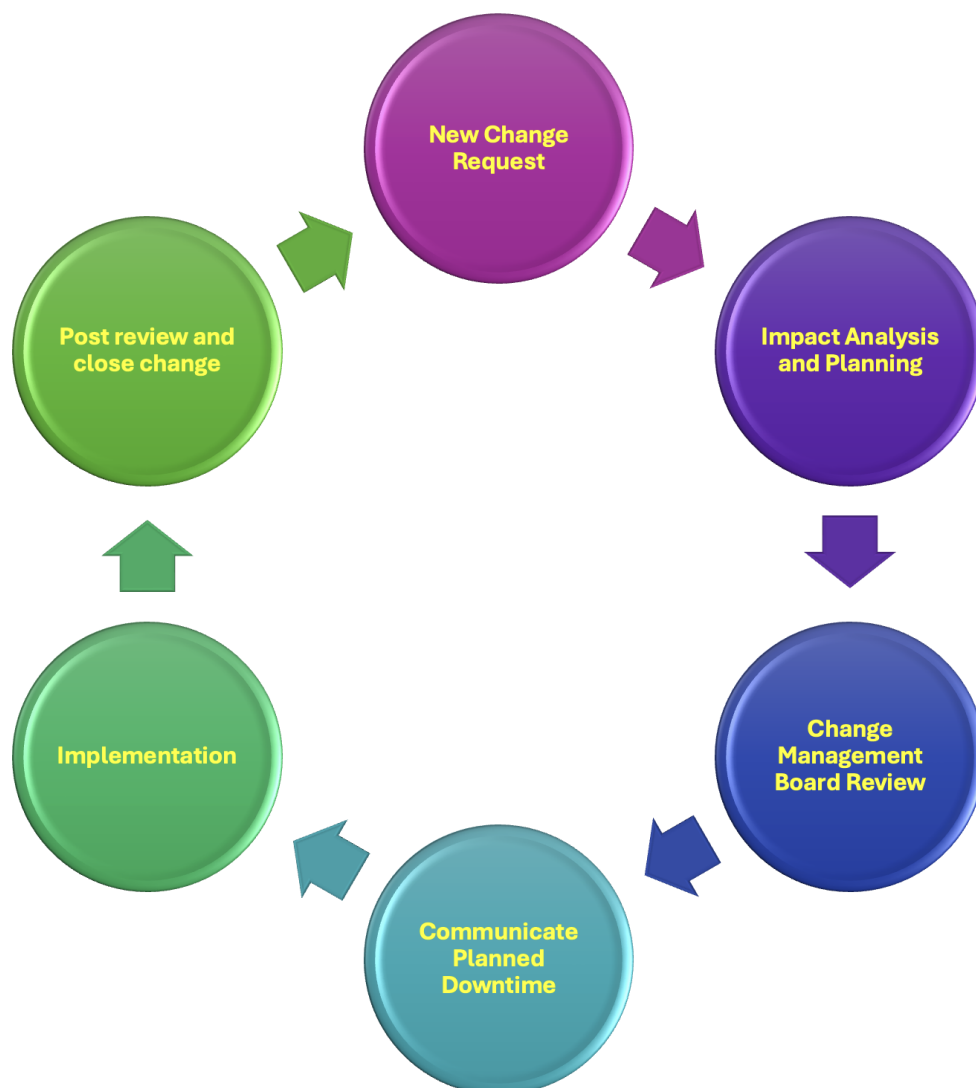 New Change
Request
Impact Analysis
and Planning
Change
Management
Board Review
Communicate
Planned
Downtime
Implementation
Post review and
close change